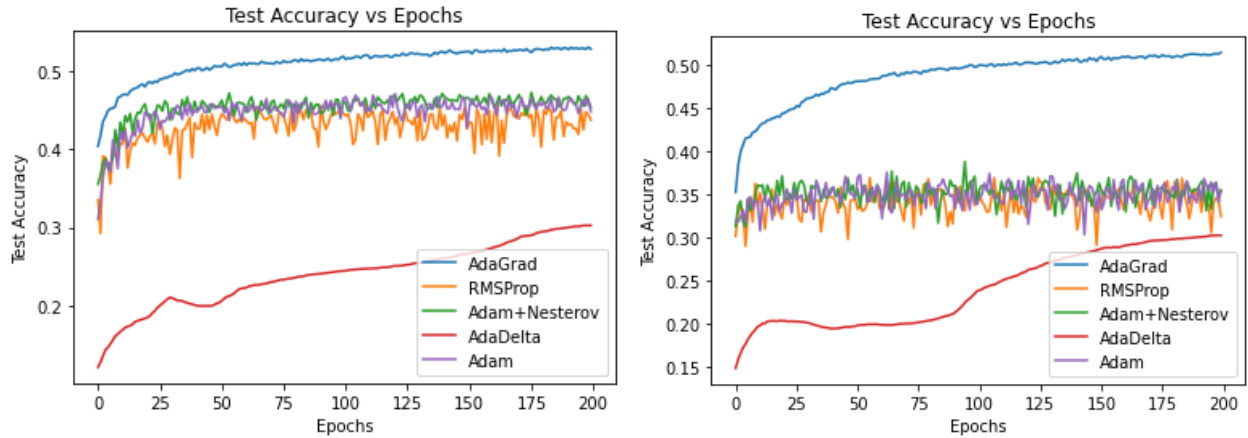 Test Accuracy vs Epochs
Test Accuracy
0.5
0.4
0.3
0.2
AdaGrad
RMSProp
Adam+Nesterov
AdaDelta
Adam
0 25 50 75 100 125 150 175 200
Epochs
Test Accuracy vs Epochs
Test Accuracy
0.50
0.45
0.40
0.35
0.30
0.25
0.20
0.15
AdaGrad
RMSProp
Adam+Nesterov
AdaDelta
Adam
0 25 50 75 100 125 150 175 200
Epochs